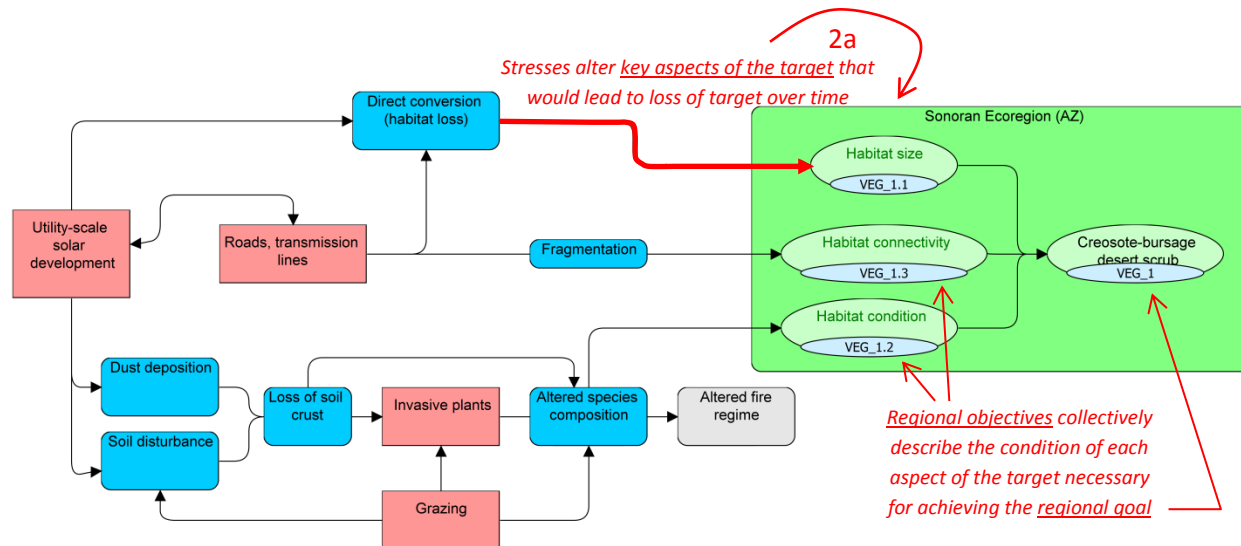 2a
Stresses alter key aspects of the target that
would lead to loss of target over time
Direct conversion
(habitat loss)
Sonoran Ecoregion (AZ)
Habitat size
VEG_1.1
Utility-scale
solar
development
Roads, transmission
lines
Fragmentation
Habitat connectivity
VEG_1.3
Creosote-bursage
desert scrub
VEG_1
Habitat condition
VEG_1.2
Dust deposition
Loss of soil
crust
Invasive plants
Altered species
composition
Altered fire
regime
Soil disturbance
Grazing
Regional objectives collectively
describe the condition of each
aspect of the target necessary
for achieving the regional goal